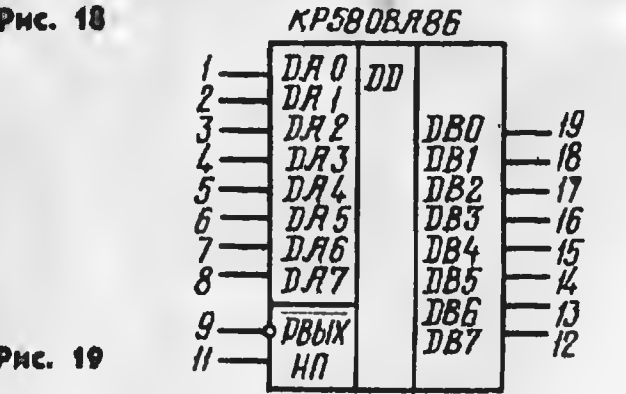 Рис. 18
КР580ВА86
1 DA0 DD
2 DA1
3 DA2 DB0 19
4 DA3 DB1 18
5 DA4 DB2 17
6 DA5 DB3 16
7 DA6 DB4 15
8 DA7 DB5 14
DB6 13
9 РВЫХ DB7 12
Рис. 19
11 НП